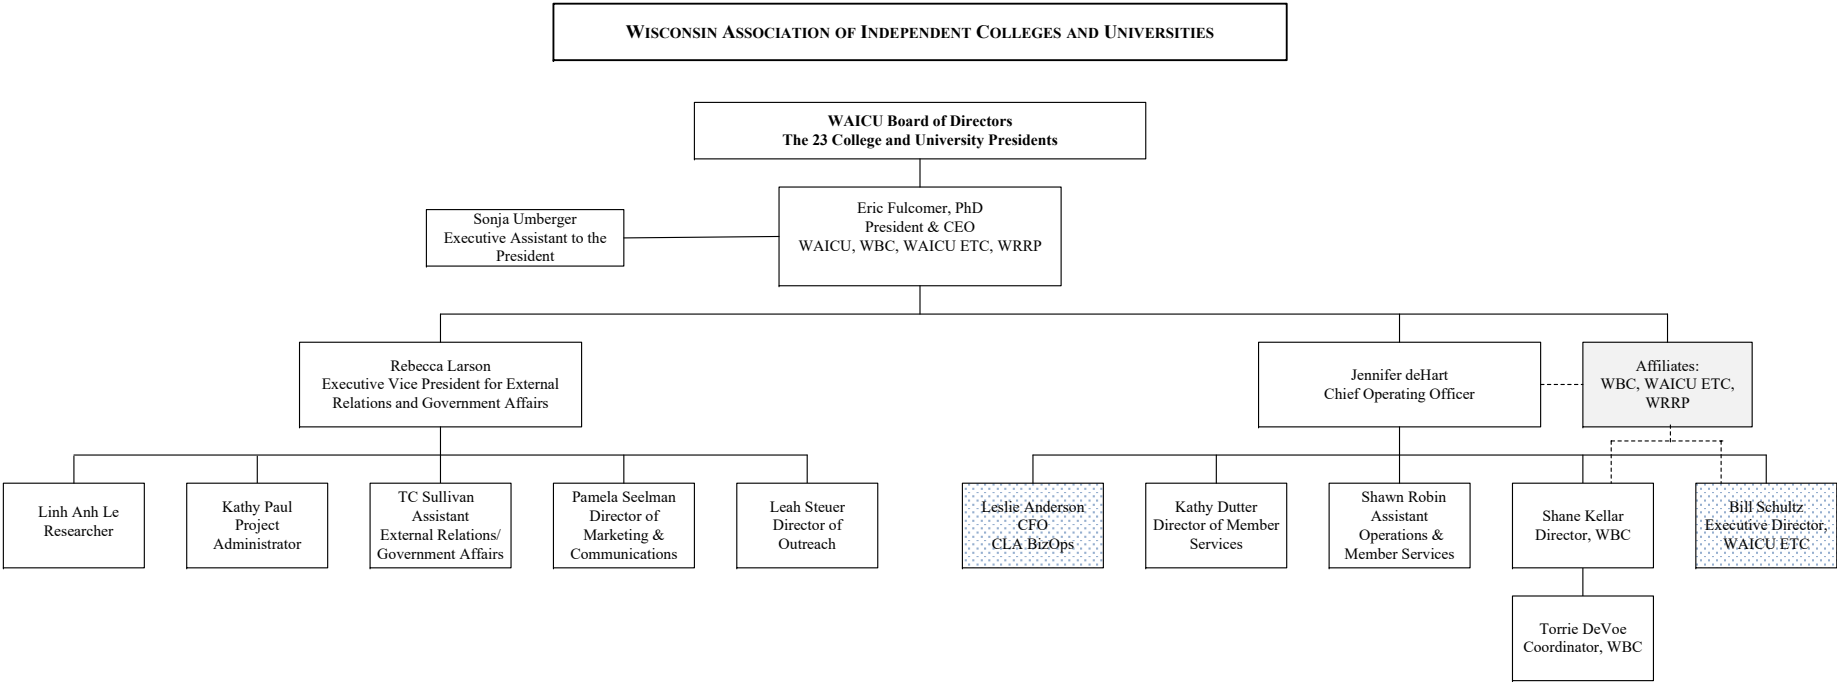 WISCONSIN ASSOCIATION OF INDEPENDENT COLLEGES AND UNIVERSITIES
WAICU Board of Directors
The 23 College and University Presidents
Eric Fulcomer, PhD
President & CEO
WAICU, WBC, WAICU ETC, WRRP
Sonja Umberger
Executive Assistant to the
President
Rebecca Larson
Executive Vice President for External
Relations and Government Affairs
Jennifer deHart
Chief Operating Officer
Affiliates:
WBC, WAICU ETC,
WRRP
Linh Anh Le
Researcher
Kathy Paul
Project
Administrator
TC Sullivan
Assistant
External Relations/
Government Affairs
Pamela Seelman
Director of
Marketing &
Communications
Leah Steuer
Director of
Outreach
Leslie Anderson
CFO
CLA BizOps
Kathy Dutter
Director of Member
Services
Shawn Robin
Assistant
Operations &
Member Services
Shane Kellar
Director, WBC
Bill Schultz
Executive Director,
WAICU ETC
Torrie DeVoe
Coordinator, WBC